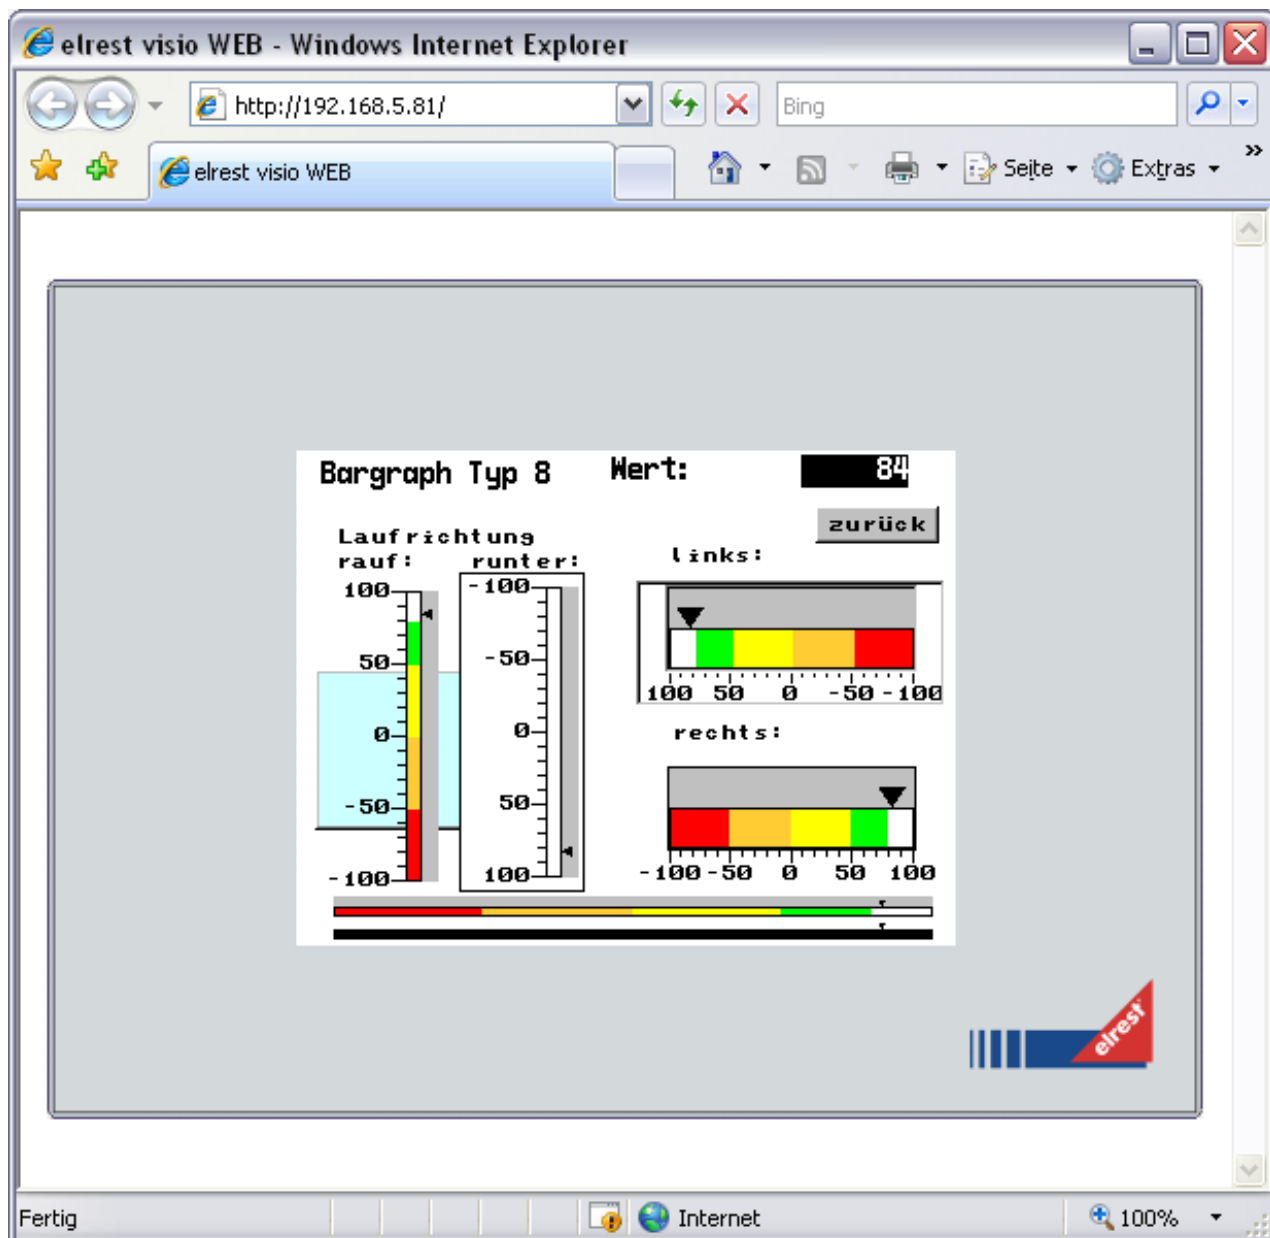 elrest visio WEB - Windows Internet Explorer
http://192.168.5.81/
Bing
elrest visio WEB
Seite
Extras
»
Bargraph Typ 8 Wert: 84
zurück
Laufrichtung
rauf: runter:
links:
100
50
0
-50
-100
-100
-50
0
50
100
100 50 0 -50 -100
rechts:
-100 -50 0 50 100
elrest
Fertig
Internet
100%